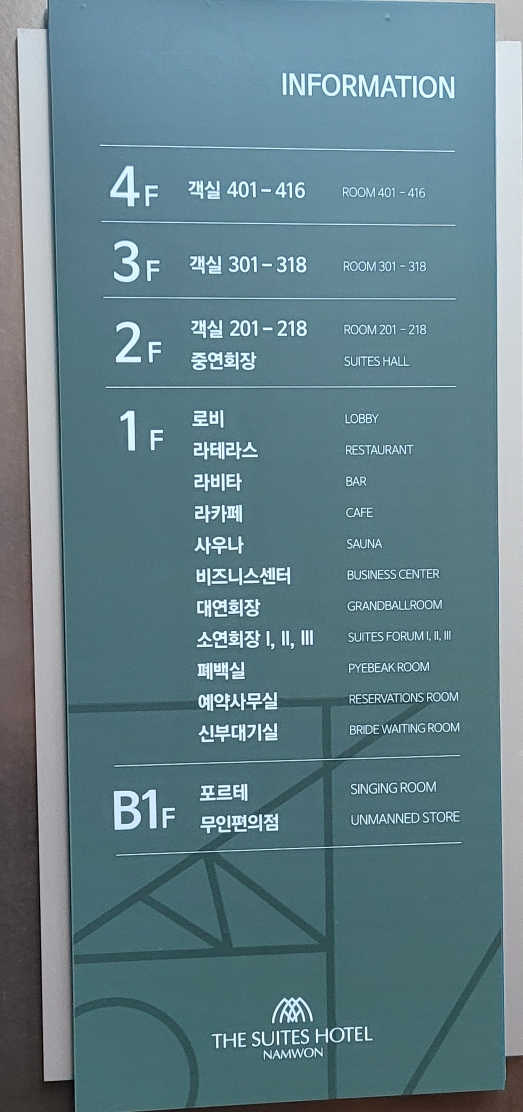 INFORMATION
4F 객실 401-416 ROOM 401 - 416
3F 객실 301-318 ROOM 301 - 318
2F 객실 201-218 ROOM 201 - 218
중연회장 SUITES HALL
1F 로비 LOBBY
라테라스 RESTAURANT
라비타 BAR
라카페 CAFE
사우나 SAUNA
비즈니스센터 BUSINESS CENTER
대연회장 GRANDBALLROOM
소연회장 I, II, III SUITES FORUM I, II, III
폐백실 PYEBEAK ROOM
예약사무실 RESERVATIONS ROOM
신부대기실 BRIDE WAITING ROOM
B1F 포르테 SINGING ROOM
무인편의점 UNMANNED STORE
THE SUITES HOTEL
NAMWON